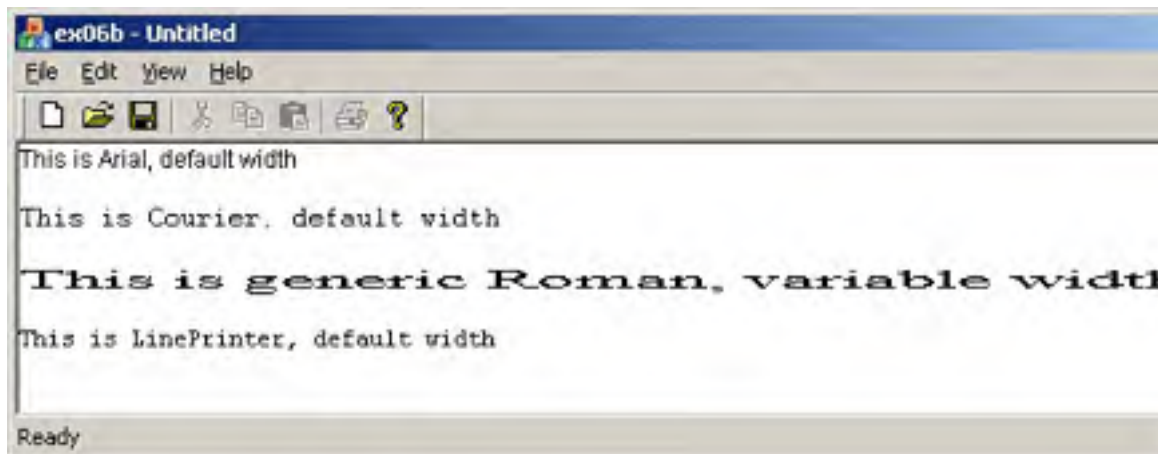 ex06b - Untitled
File Edit View Help
This is Arial, default width
This is Courier, default width
This is generic Roman, variable width
This is LinePrinter, default width
Ready